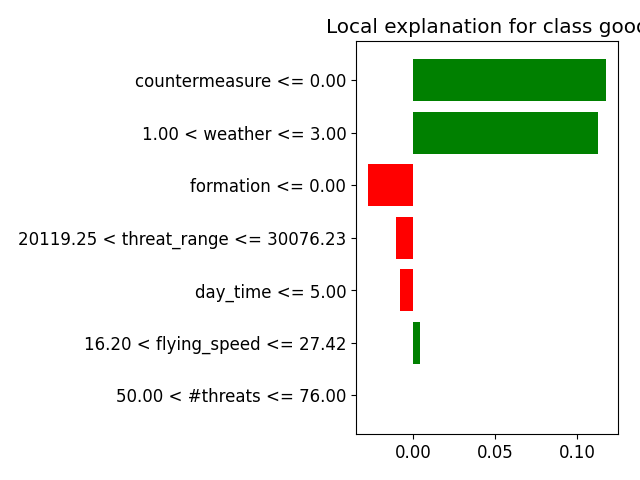 Local explanation for class good
countermeasure <= 0.00
1.00 < weather <= 3.00
formation <= 0.00
20119.25 < threat_range <= 30076.23
day_time <= 5.00
16.20 < flying_speed <= 27.42
50.00 < #threats <= 76.00
0.00 0.05 0.10